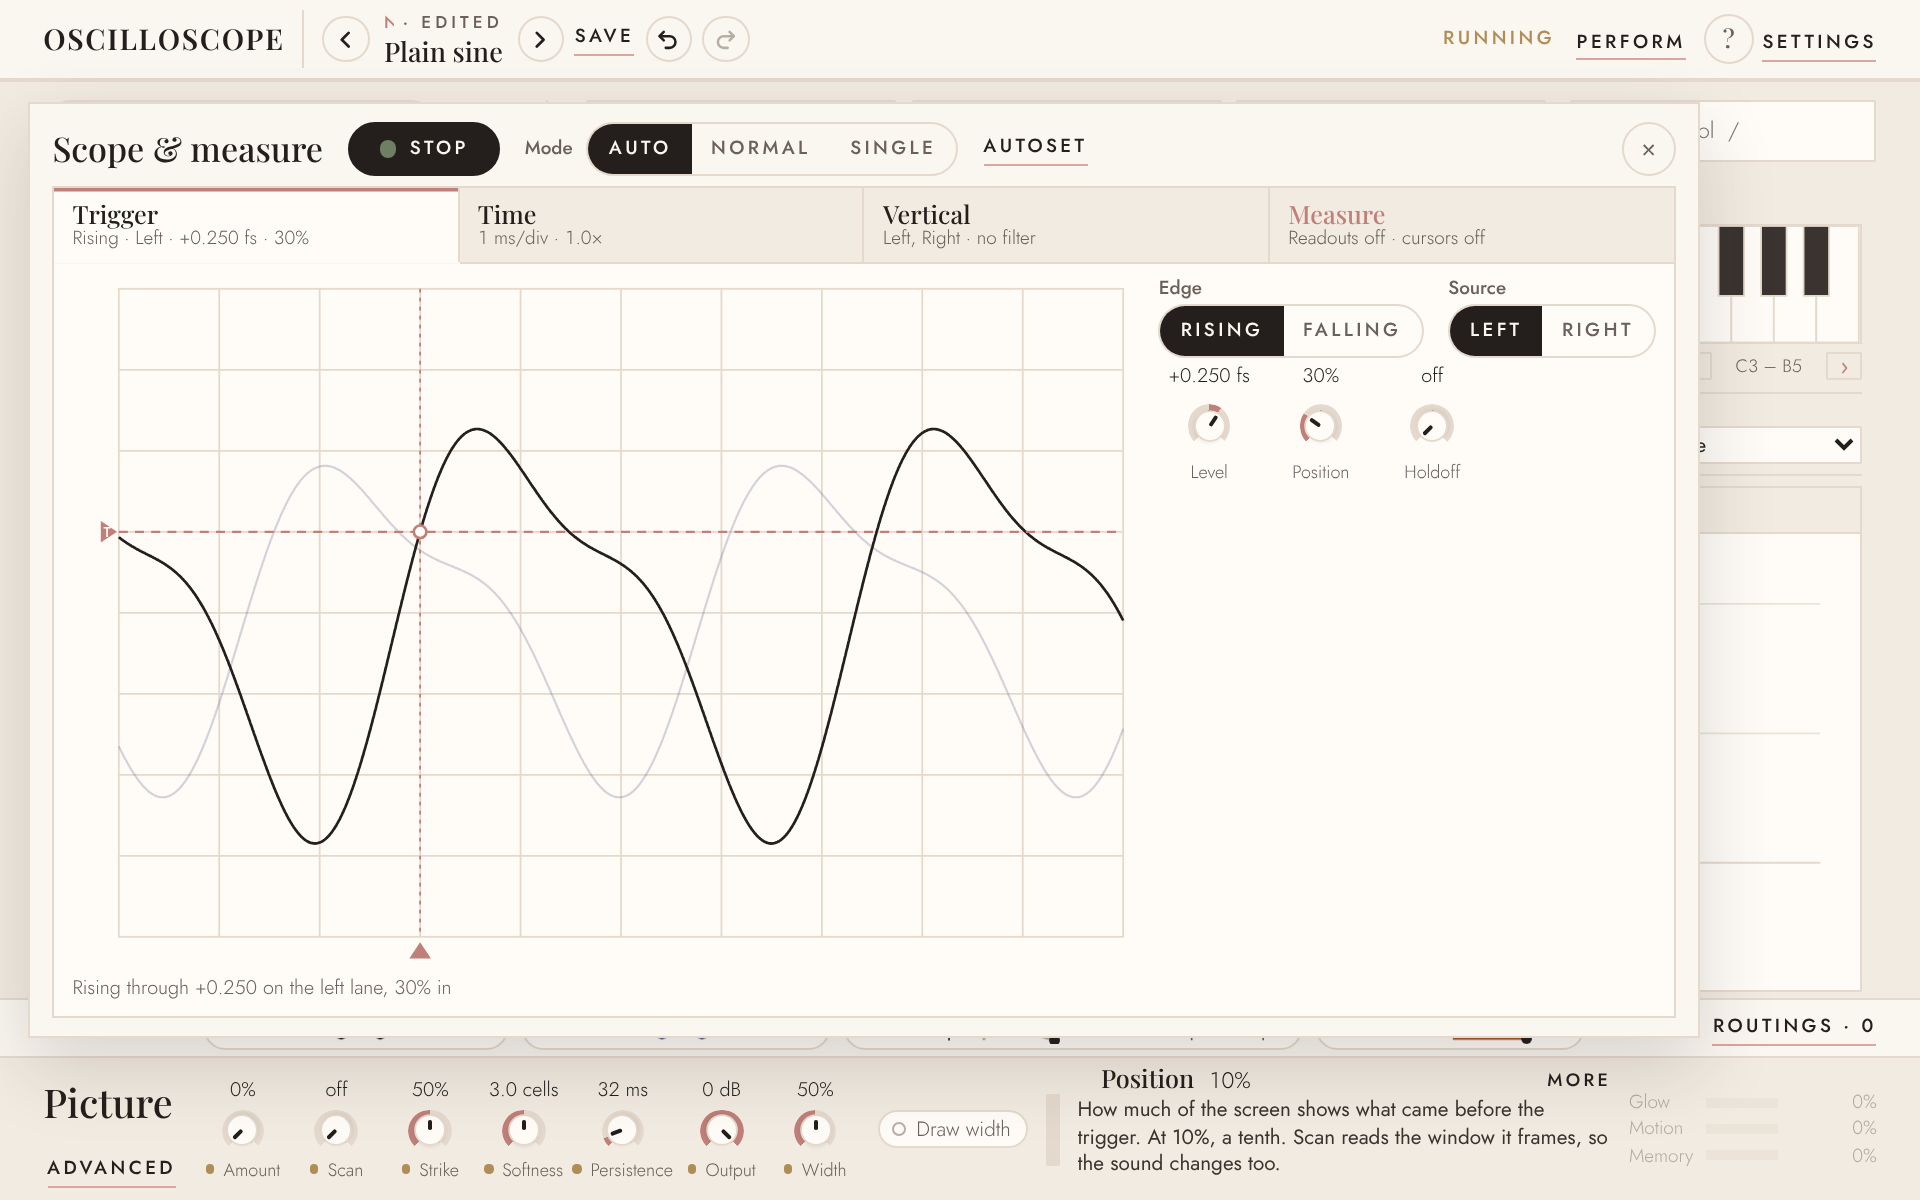 OSCILLOSCOPE
· EDITED
Plain sine
SAVE
RUNNING
PERFORM
?
SETTINGS
Scope & measure
STOP
Mode
AUTO
NORMAL
SINGLE
AUTOSET
×
/
Trigger
Rising · Left · +0.250 fs · 30%
Time
1 ms/div · 1.0×
Vertical
Left, Right · no filter
Measure
Readouts off · cursors off
Edge
Source
RISING
FALLING
LEFT
RIGHT
+0.250 fs
30%
off
Level
Position
Holdoff
C3 – B5
T
Rising through +0.250 on the left lane, 30% in
ROUTINGS · 0
Picture
ADVANCED
0%
off
50%
3.0 cells
32 ms
0 dB
50%
Amount
Scan
Strike
Softness
Persistence
Output
Width
Draw width
Position 10%
MORE
How much of the screen shows what came before the
trigger. At 10%, a tenth. Scan reads the window it frames, so
the sound changes too.
Glow 0%
Motion 0%
Memory 0%